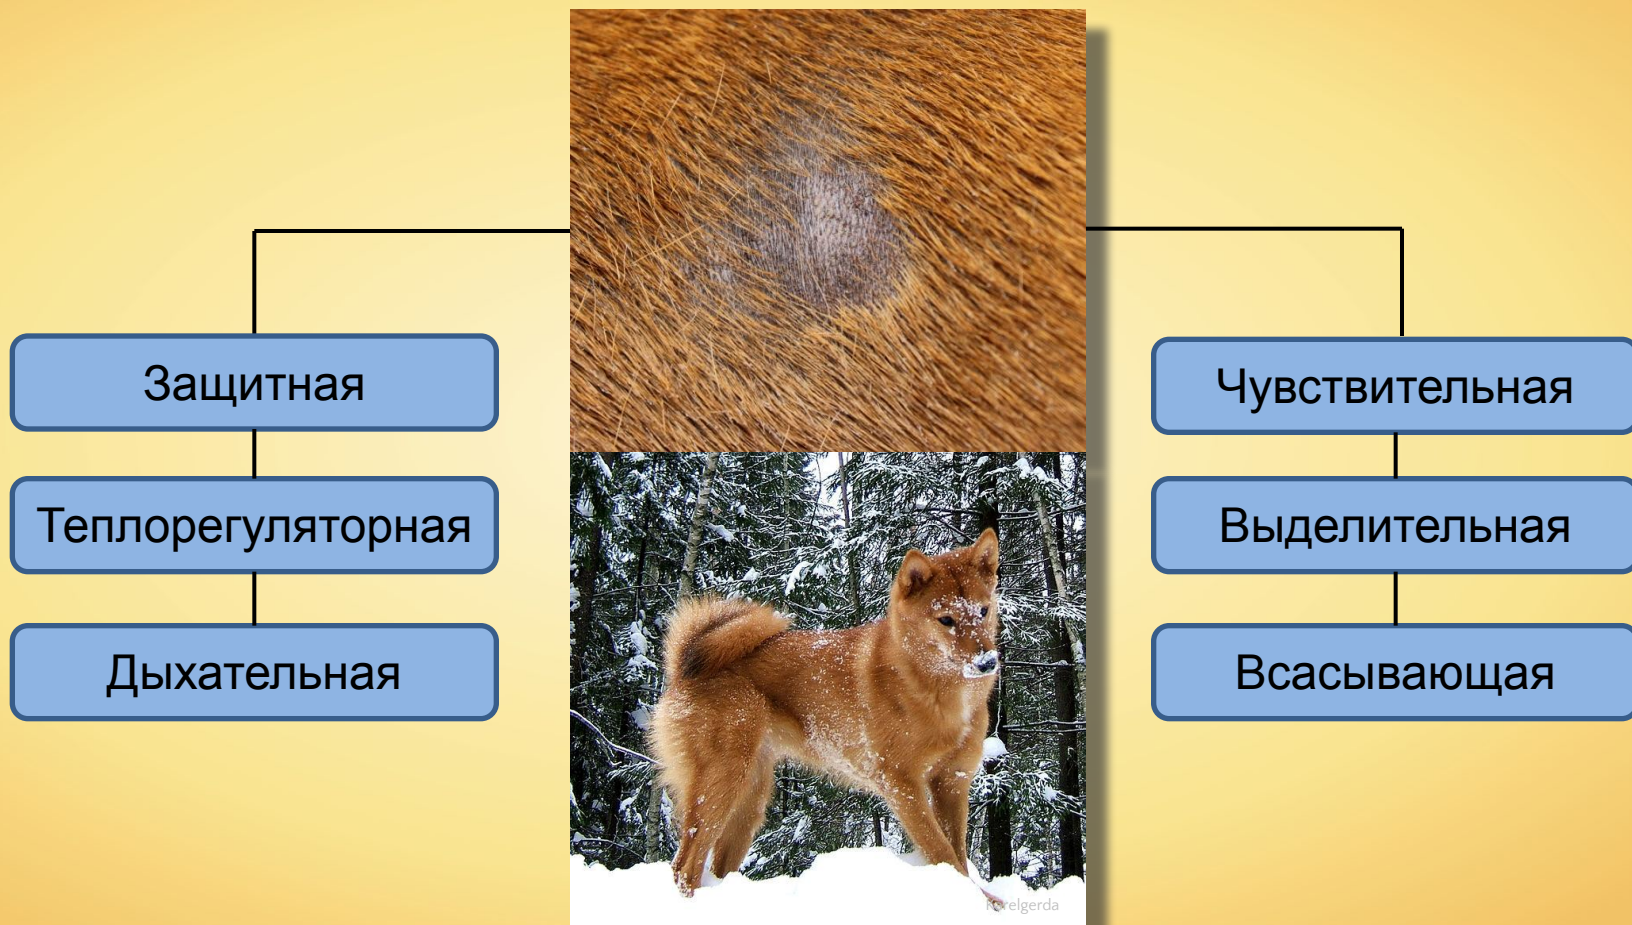 Защитная
Теплорегуляторная
Дыхательная
Чувствительная
Выделительная
Всасывающая